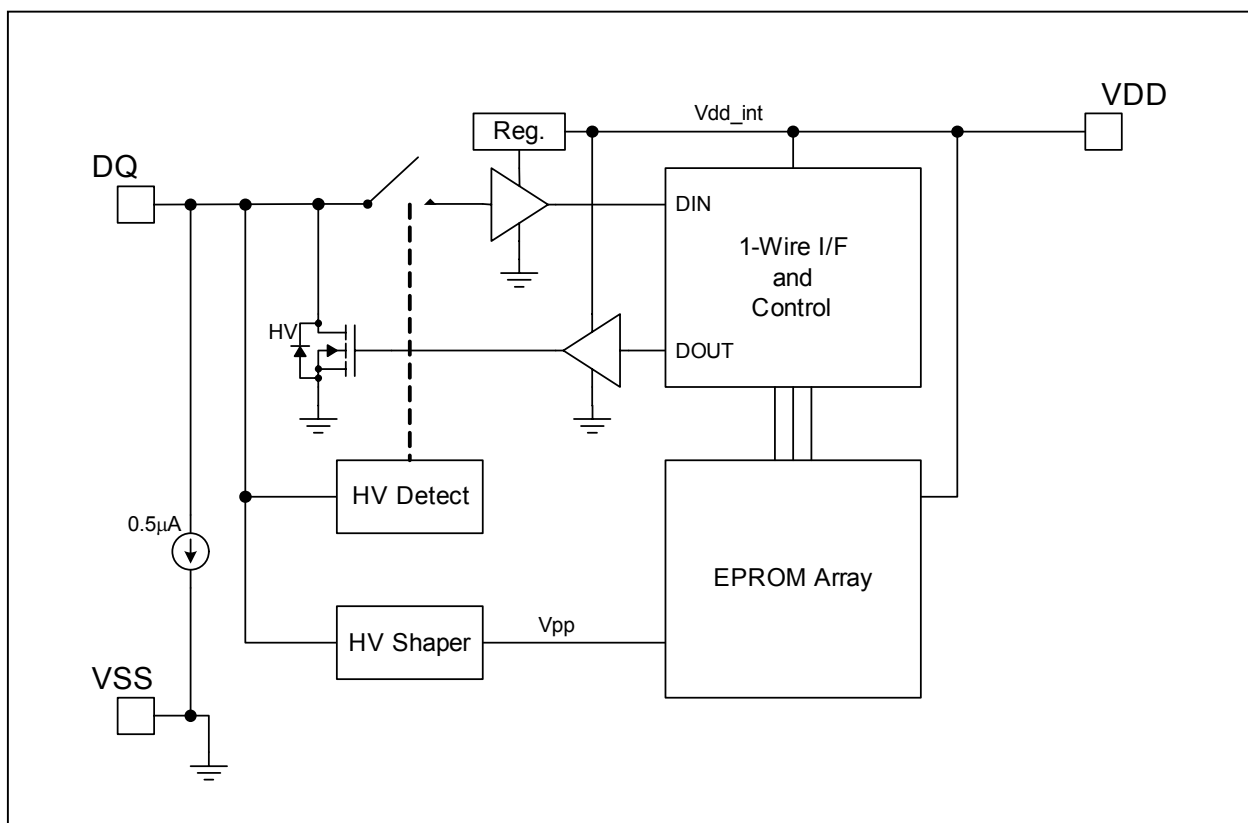 VDD
Vdd_int
Reg.
DQ
DIN
1-Wire I/F
and
Control
HV
DOUT
HV Detect
0.5μA
EPROM Array
Vpp
HV Shaper
VSS